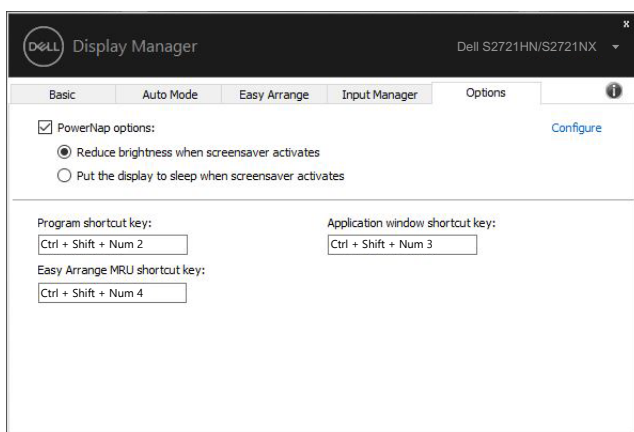 x
DELL Display Manager
Dell S2721HN/S2721NX
Basic Auto Mode Easy Arrange Input Manager Options i
PowerNap options:
Configure
Reduce brightness when screensaver activates
Put the display to sleep when screensaver activates
Program shortcut key: Application window shortcut key:
Ctrl + Shift + Num 2 Ctrl + Shift + Num 3
Easy Arrange MRU shortcut key:
Ctrl + Shift + Num 4